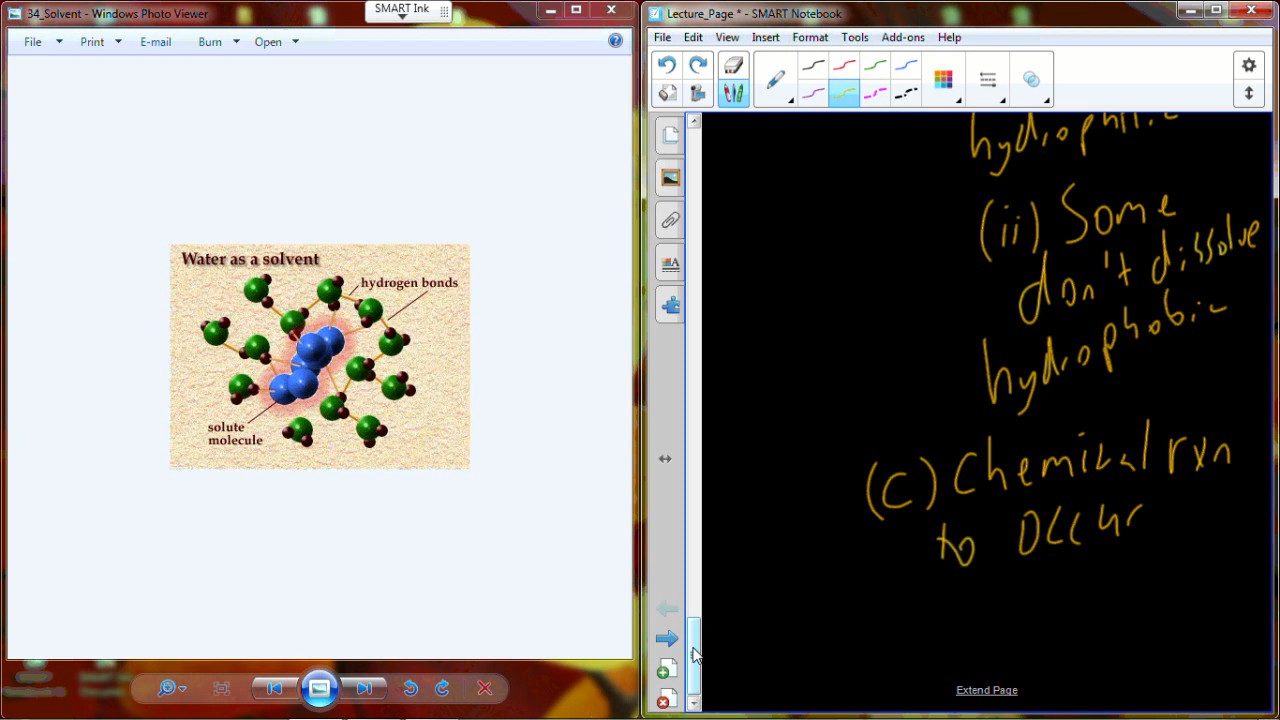 34_Solvent - Windows Photo Viewer
SMART Ink
File Print E-mail Burn Open
Water as a solvent
hydrogen bonds
solute
molecule
Lecture_Page * - SMART Notebook
File Edit View Insert Format Tools Add-ons Help
hydrophilic
(ii) Some
don't dissolve
hydrophobic
(C) Chemical rxn
to occur
Extend Page